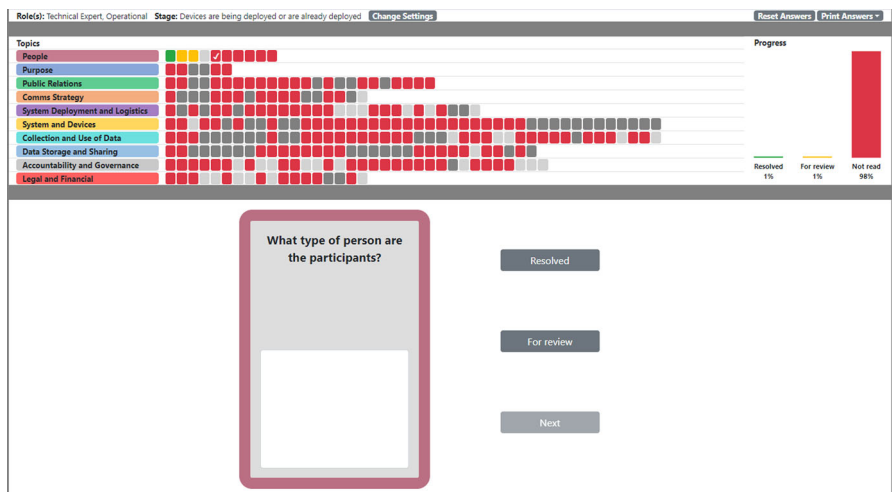 Role(s): Technical Expert, Operational Stage: Devices are being deployed or are already deployed Change Settings Reset Answers Print Answers
Topics
Progress
People
Purpose
Public Relations
Comms Strategy
System Deployment and Logistics
System and Devices
Collection and Use of Data
Data Storage and Sharing
Accountability and Governance
Legal and Financial
Resolved For review Not read
1% 1% 98%
What type of person are
the participants?
Resolved
For review
Next